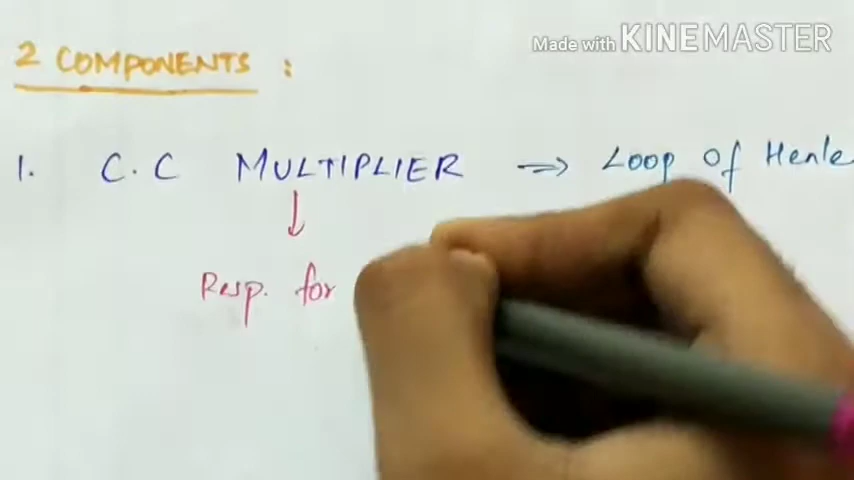 Made with KINEMASTER
2 COMPONENTS :
1. C.C MULTIPLIER ⇒ Loop Of Henle
↓
Resp. for